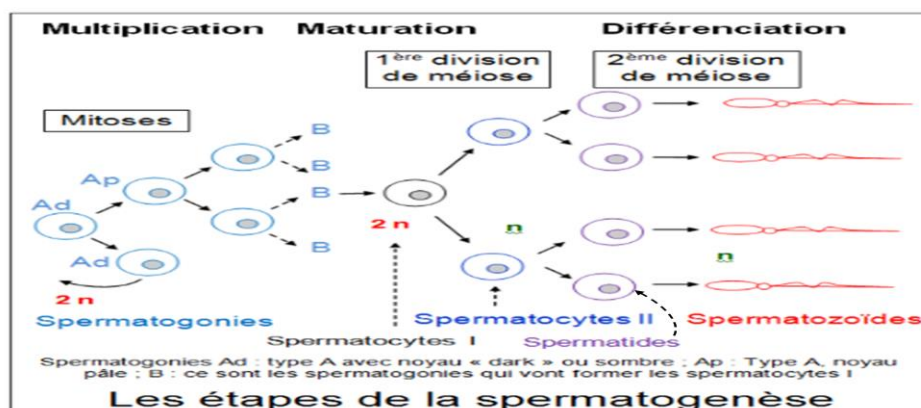 Multiplication Maturation Différenciation
1ère division
de méiose
2ème division
de méiose
Mitoses
B
Ap
B
Ad
B
2 n
n
Ad
B
n
2 n
Spermatogonies
Spermatocytes II
Spermatozoïdes
Spermatocytes I
Spermatides
Spermatogonies Ad : type A avec noyau « dark » ou sombre ; Ap : Type A, noyau
pâle ; B : ce sont les spermatogonies qui vont former les spermatocytes I
Les étapes de la spermatogenèse